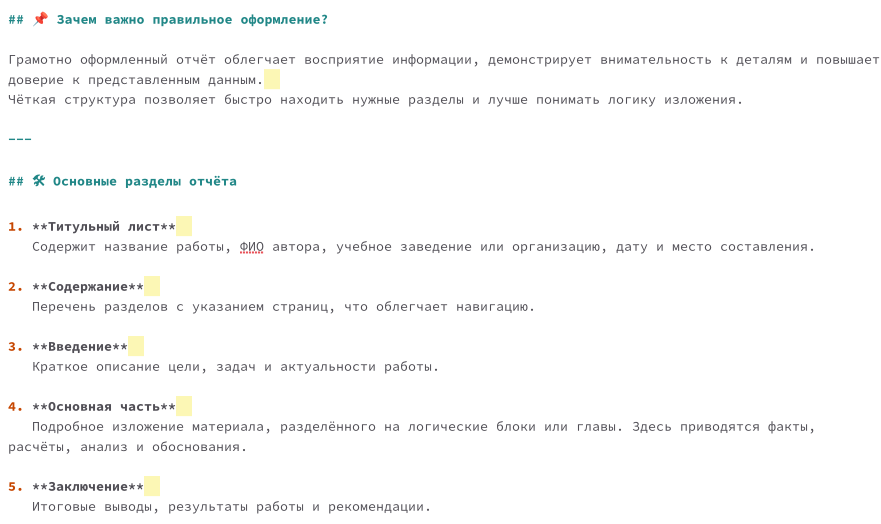 ## 📌 Зачем важно правильное оформление?
Грамотно оформленный отчёт облегчает восприятие информации, демонстрирует внимательность к деталям и повышает
доверие к представленным данным.
Чёткая структура позволяет быстро находить нужные разделы и лучше понимать логику изложения.
---
## 🛠 Основные разделы отчёта
1. **Титульный лист**
Содержит название работы, ФИО автора, учебное заведение или организацию, дату и место составления.
2. **Содержание**
Перечень разделов с указанием страниц, что облегчает навигацию.
3. **Введение**
Краткое описание цели, задач и актуальности работы.
4. **Основная часть**
Подробное изложение материала, разделённого на логические блоки или главы. Здесь приводятся факты,
расчёты, анализ и обоснования.
5. **Заключение**
Итоговые выводы, результаты работы и рекомендации.